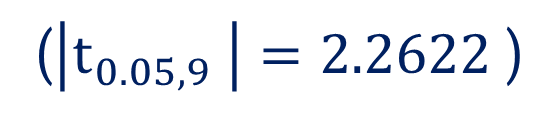 (|t₀.₀₅,₉ | = 2.2622 )